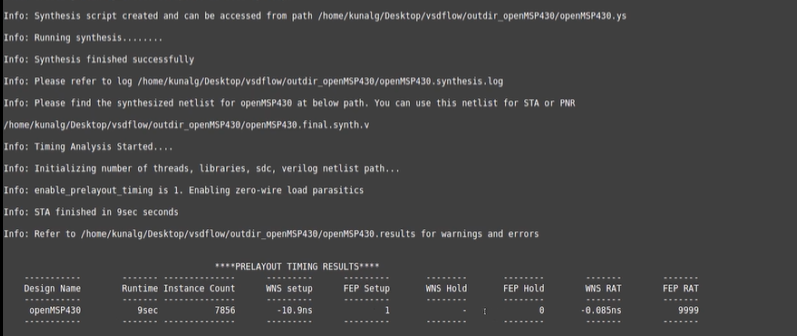 Info: Synthesis script created and can be accessed from path /home/kunalg/Desktop/vsdflow/outdir_openMSP430/openMSP430.ys
Info: Running synthesis........
Info: Synthesis finished successfully
Info: Please refer to log /home/kunalg/Desktop/vsdflow/outdir_openMSP430/openMSP430.synthesis.log
Info: Please find the synthesized netlist for openMSP430 at below path. You can use this netlist for STA or PNR
/home/kunalg/Desktop/vsdflow/outdir_openMSP430/openMSP430.final.synth.v
Info: Timing Analysis Started....
Info: Initializing number of threads, libraries, sdc, verilog netlist path...
Info: enable_prelayout_timing is 1. Enabling zero-wire load parasitics
Info: STA finished in 9sec seconds
Info: Refer to /home/kunalg/Desktop/vsdflow/outdir_openMSP430/openMSP430.results for warnings and errors
****PRELAYOUT TIMING RESULTS****
----------- ------- -------------- --------- --------- -------- -------- ------- -------
Design Name Runtime Instance Count WNS setup FEP Setup WNS Hold FEP Hold WNS RAT FEP RAT
----------- ------- -------------- --------- --------- -------- -------- ------- -------
openMSP430 9sec 7856 -10.9ns 1 - 0 -0.085ns 9999
----------- ------- -------------- --------- --------- -------- -------- ------- -------